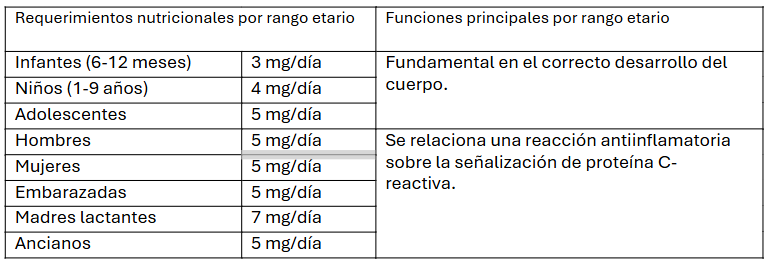 Requerimientos nutricionales por rango etario
Funciones principales por rango etario
Infantes (6-12 meses) 3 mg/día
Niños (1-9 años) 4 mg/día
Adolescentes 5 mg/día
Fundamental en el correcto desarrollo del
cuerpo.
Hombres 5 mg/día
Mujeres 5 mg/día
Embarazadas 5 mg/día
Madres lactantes 7 mg/día
Ancianos 5 mg/día
Se relaciona una reacción antiinflamatoria
sobre la señalización de proteína C-
reactiva.